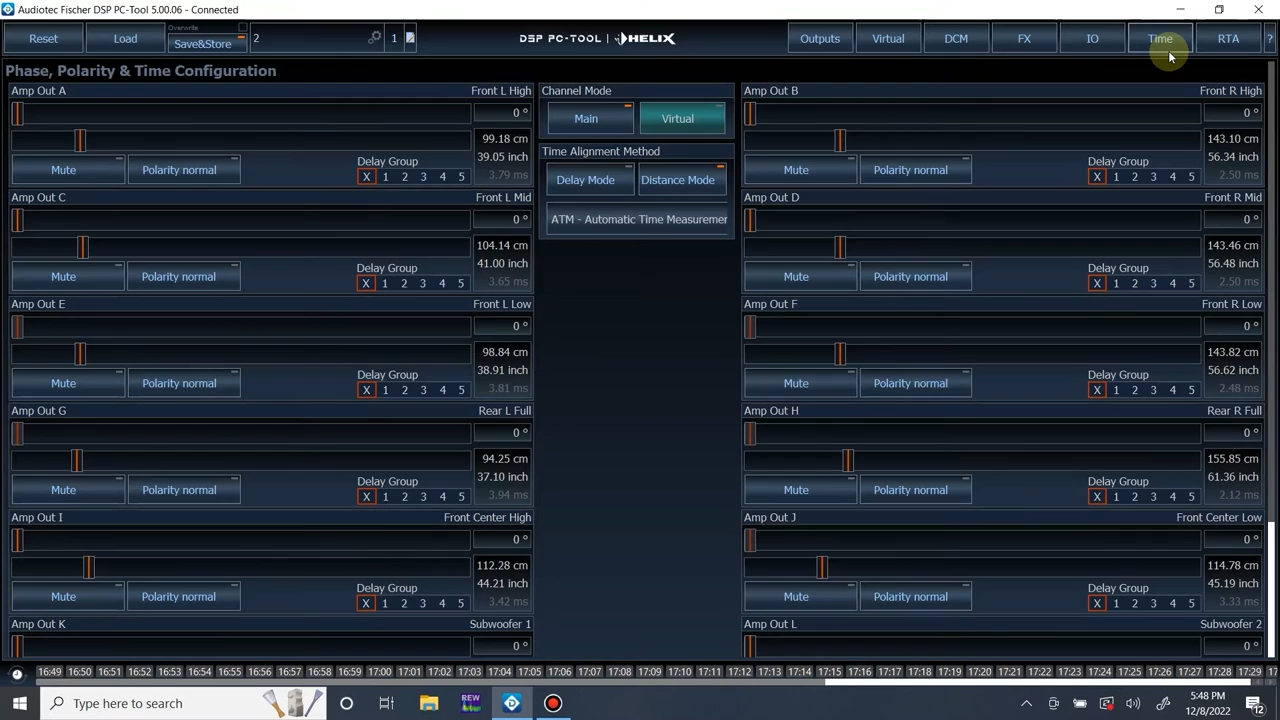 Audiotec Fischer DSP PC-Tool 5.00.06 - Connected
Reset
Load
Overwrite
Save&Store
2
1
DSP PC-TOOL | HELIX
Outputs
Virtual
DCM
FX
IO
Time
RTA
?
Phase, Polarity & Time Configuration
Amp Out A
Front L High
0 °
99.18 cm
39.05 inch
3.79 ms
Mute
Polarity normal
Delay Group
X 1 2 3 4 5
Channel Mode
Main
Virtual
Time Alignment Method
Delay Mode
Distance Mode
ATM - Automatic Time Measuremer
Amp Out B
Front R High
0 °
143.10 cm
56.34 inch
2.50 ms
Mute
Polarity normal
Delay Group
X 1 2 3 4 5
Amp Out C
Front L Mid
0 °
104.14 cm
41.00 inch
3.65 ms
Mute
Polarity normal
Delay Group
X 1 2 3 4 5
Amp Out D
Front R Mid
0 °
143.46 cm
56.48 inch
2.50 ms
Mute
Polarity normal
Delay Group
X 1 2 3 4 5
Amp Out E
Front L Low
0 °
98.84 cm
38.91 inch
3.81 ms
Mute
Polarity normal
Delay Group
X 1 2 3 4 5
Amp Out F
Front R Low
0 °
143.82 cm
56.62 inch
2.48 ms
Mute
Polarity normal
Delay Group
X 1 2 3 4 5
Amp Out G
Rear L Full
0 °
94.25 cm
37.10 inch
3.94 ms
Mute
Polarity normal
Delay Group
X 1 2 3 4 5
Amp Out H
Rear R Full
0 °
155.85 cm
61.36 inch
2.12 ms
Mute
Polarity normal
Delay Group
X 1 2 3 4 5
Amp Out I
Front Center High
0 °
112.28 cm
44.21 inch
3.42 ms
Mute
Polarity normal
Delay Group
X 1 2 3 4 5
Amp Out J
Front Center Low
0 °
114.78 cm
45.19 inch
3.33 ms
Mute
Polarity normal
Delay Group
X 1 2 3 4 5
Amp Out K
Subwoofer 1
0 °
Amp Out L
Subwoofer 2
0 °
16:49 16:50 16:51 16:52 16:53 16:54 16:55 16:56 16:57 16:58 16:59 17:00 17:01 17:02 17:03 17:04 17:05 17:06 17:07 17:08 17:09 17:10 17:11 17:12 17:13 17:14 17:15 17:16 17:17 17:18 17:19 17:20 17:21 17:22 17:23 17:24 17:25 17:26 17:27 17:28 17:29
Type here to search
REW
5:48 PM
12/8/2022
12